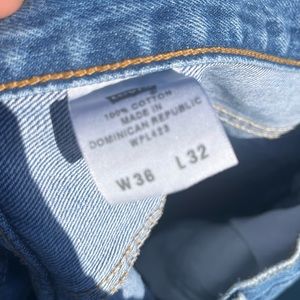 100% COTTON
MADE IN
DOMINICAN REPUBLIC
WPL423
W36 L32